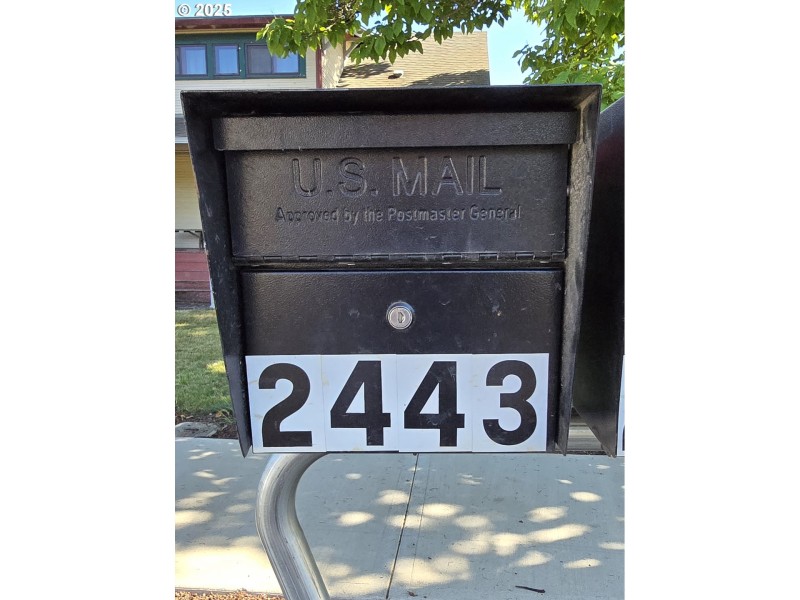 © 2025
U.S. MAIL
Approved by the Postmaster General
2443